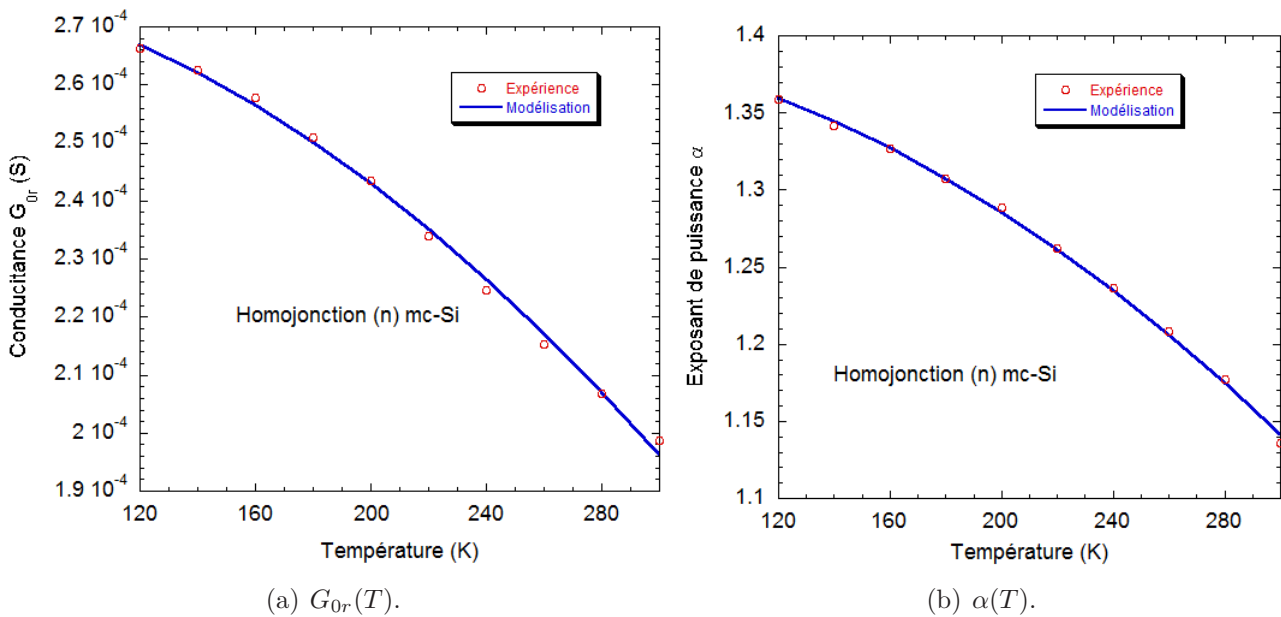 2.7 10-4
2.6 10-4
2.5 10-4
2.4 10-4
2.3 10-4
2.2 10-4
2.1 10-4
2 10-4
1.9 10-4
Conducitance G0r (S)
Expérience
Modélisation
Homojonction (n) mc-Si
120 160 200 240 280
Température (K)
(a) G0r(T).
1.4
1.35
1.3
1.25
1.2
1.15
1.1
Exposant de puissance α
Expérience
Modélisation
Homojonction (n) mc-Si
120 160 200 240 280
Température (K)
(b) α(T).